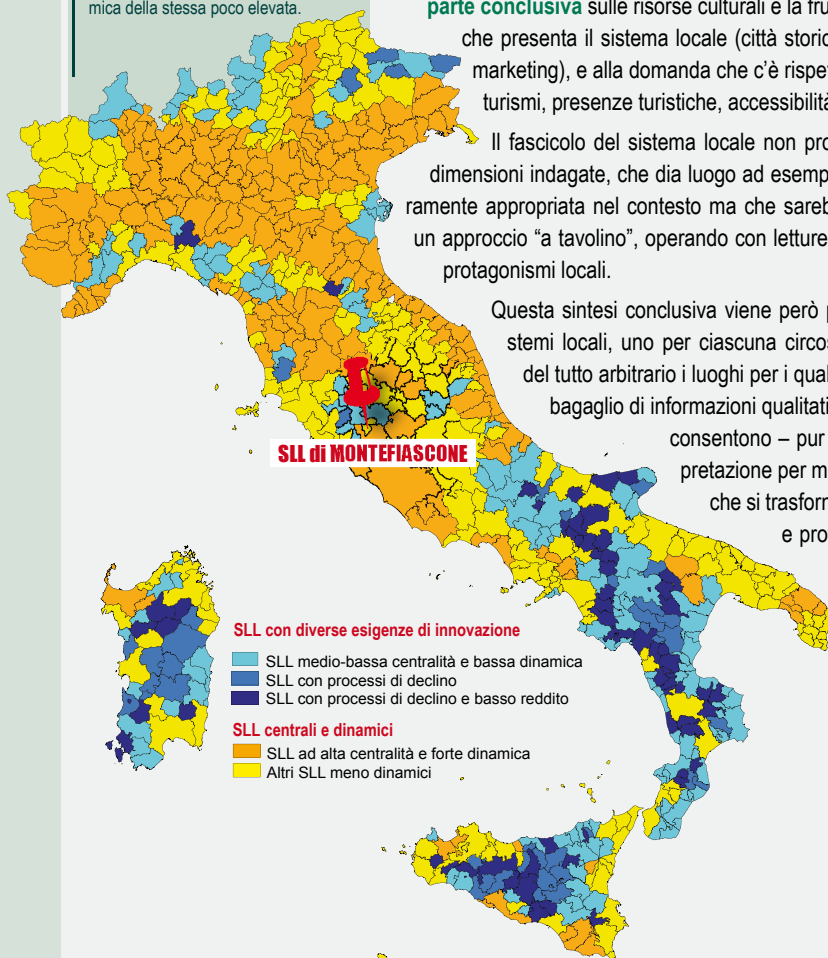 mica della stessa poco elevata.
parte conclusiva sulle risorse culturali e la fru
che presenta il sistema locale (città storic
marketing), e alla domanda che c'è rispe
turismi, presenze turistiche, accessibilità
Il fascicolo del sistema locale non pro
dimensioni indagate, che dia luogo ad esemp
ramente appropriata nel contesto ma che sareb
un approccio “a tavolino”, operando con letture
protagonismi locali.
Questa sintesi conclusiva viene però p
stemi locali, uno per ciascuna circos
del tutto arbitrario i luoghi per i qual
bagaglio di informazioni qualitati
consentono – pur
pretazione per m
che si trasforn
e pro
SLL di MONTEFIASCONE
SLL con diverse esigenze di innovazione
SLL medio-bassa centralità e bassa dinamica
SLL con processi di declino
SLL con processi di declino e basso reddito
SLL centrali e dinamici
SLL ad alta centralità e forte dinamica
Altri SLL meno dinamici